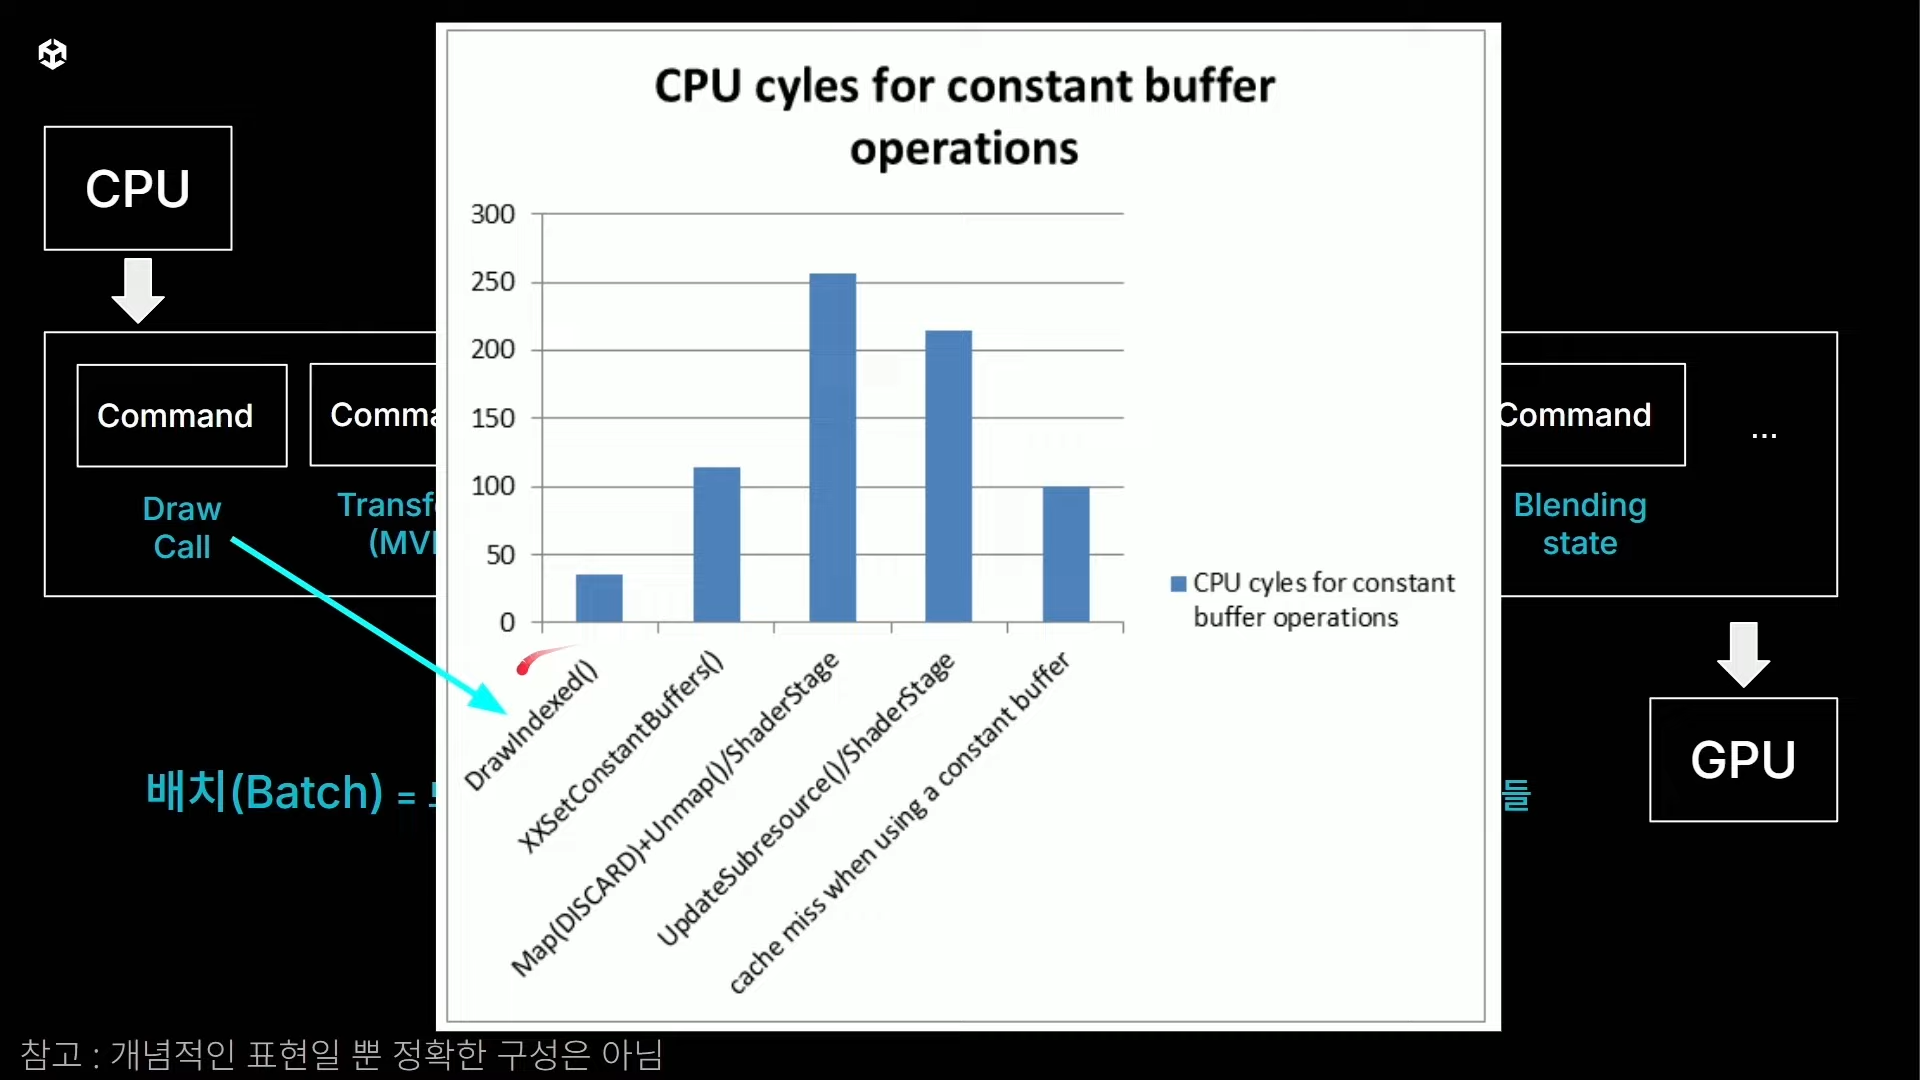 CPU cyles for constant buffer
operations
CPU
300
250
200
150
100
50
0
DrawIndexed()
XXSetConstantBuffers()
Map(DISCARD)+Unmap()/ShaderStage
UpdateSubresource()/ShaderStage
cache miss when using a constant buffer
CPU cyles for constant
buffer operations
Command
Draw
Call
Comma
Transf
(MV
Command
Blending
state
...
GPU
배치(Batch) =
들
참고 : 개념적인 표현일 뿐 정확한 구성은 아님